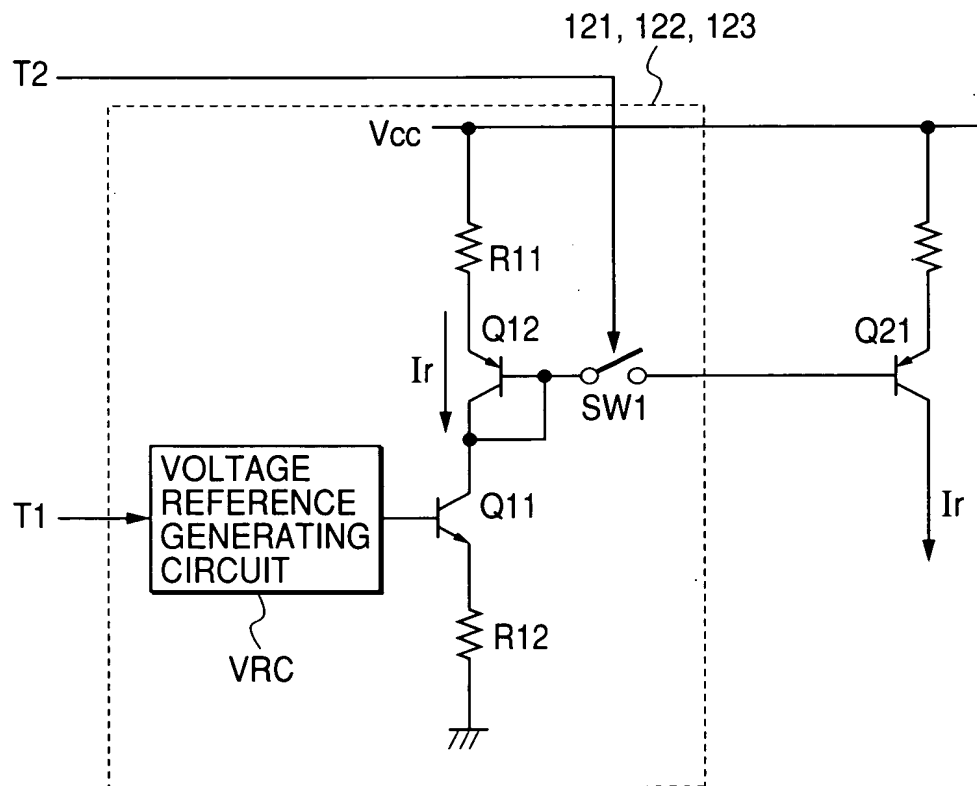 121, 122, 123
T2
Vcc
R11
Q12
Q21
Ir
SW1
VOLTAGE
REFERENCE
GENERATING
CIRCUIT
Q11
T1
Ir
R12
VRC